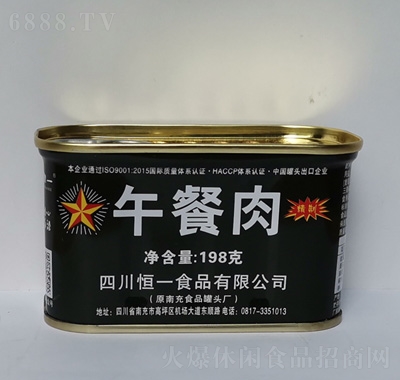 6888.TV
本企业通过ISO9001:2015国际质量体系认证·HACCP体系认证·中国罐头出口企业
午餐肉
净含量:198克
四川恒一食品有限公司
（原南充食品罐头厂）
地址：四川省南充市高坪区机场大道东顺路 电话：0817-3351013
火爆休闲食品招商网